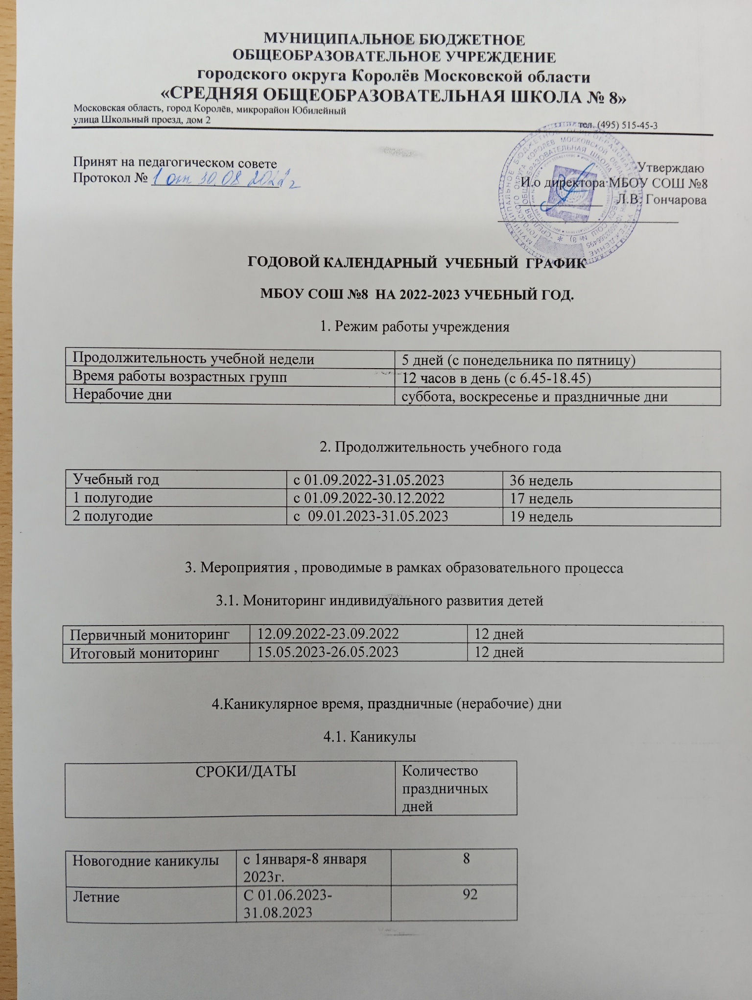 МУНИЦИПАЛЬНОЕ БЮДЖЕТНОЕ
ОБЩЕОБРАЗОВАТЕЛЬНОЕ УЧРЕЖДЕНИЕ
городского округа Королёв Московской области
«СРЕДНЯЯ ОБЩЕОБРАЗОВАТЕЛЬНАЯ ШКОЛА № 8»
Московская область, город Королёв, микрорайон Юбилейный
улица Школьный проезд, дом 2
тел. (495) 515-45-3
Принят на педагогическом совете
Протокол № 1 от 30.08 2022 г
Утверждаю
И.о директора МБОУ СОШ №8
Л.В. Гончарова
ГОДОВОЙ КАЛЕНДАРНЫЙ УЧЕБНЫЙ ГРАФИК
МБОУ СОШ №8 НА 2022-2023 УЧЕБНЫЙ ГОД.
1. Режим работы учреждения
Продолжительность учебной недели 5 дней (с понедельника по пятницу)
Время работы возрастных групп 12 часов в день (с 6.45-18.45)
Нерабочие дни суббота, воскресенье и праздничные дни
2. Продолжительность учебного года
Учебный год с 01.09.2022-31.05.2023 36 недель
1 полугодие с 01.09.2022-30.12.2022 17 недель
2 полугодие с 09.01.2023-31.05.2023 19 недель
3. Мероприятия , проводимые в рамках образовательного процесса
3.1. Мониторинг индивидуального развития детей
Первичный мониторинг 12.09.2022-23.09.2022 12 дней
Итоговый мониторинг 15.05.2023-26.05.2023 12 дней
4.Каникулярное время, праздничные (нерабочие) дни
4.1. Каникулы
СРОКИ/ДАТЫ Количество
праздничных
дней
Новогодние каникулы с 1января-8 января 8
2023г.
Летние С 01.06.2023- 92
31.08.2023